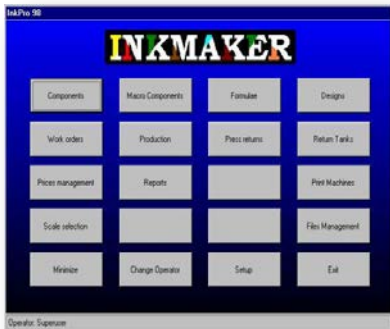 InkPro 98
INKMAKER
Components Macro Components Formulae Designs
Work orders Production Press returns Return Tanks
Prices management Reports Print Machines
Scale selection Files Management
Minimize Change Operator Setup Exit
Operator: Superuser